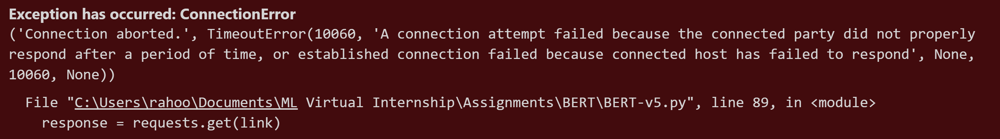 Exception has occurred: ConnectionError
('Connection aborted.', TimeoutError(10060, 'A connection attempt failed because the connected party did not properly
respond after a period of time, or established connection failed because connected host has failed to respond', None,
10060, None))
File "C:\Users\rahoo\Documents\ML Virtual Internship\Assignments\BERT\BERT-v5.py", line 89, in <module>
response = requests.get(link)